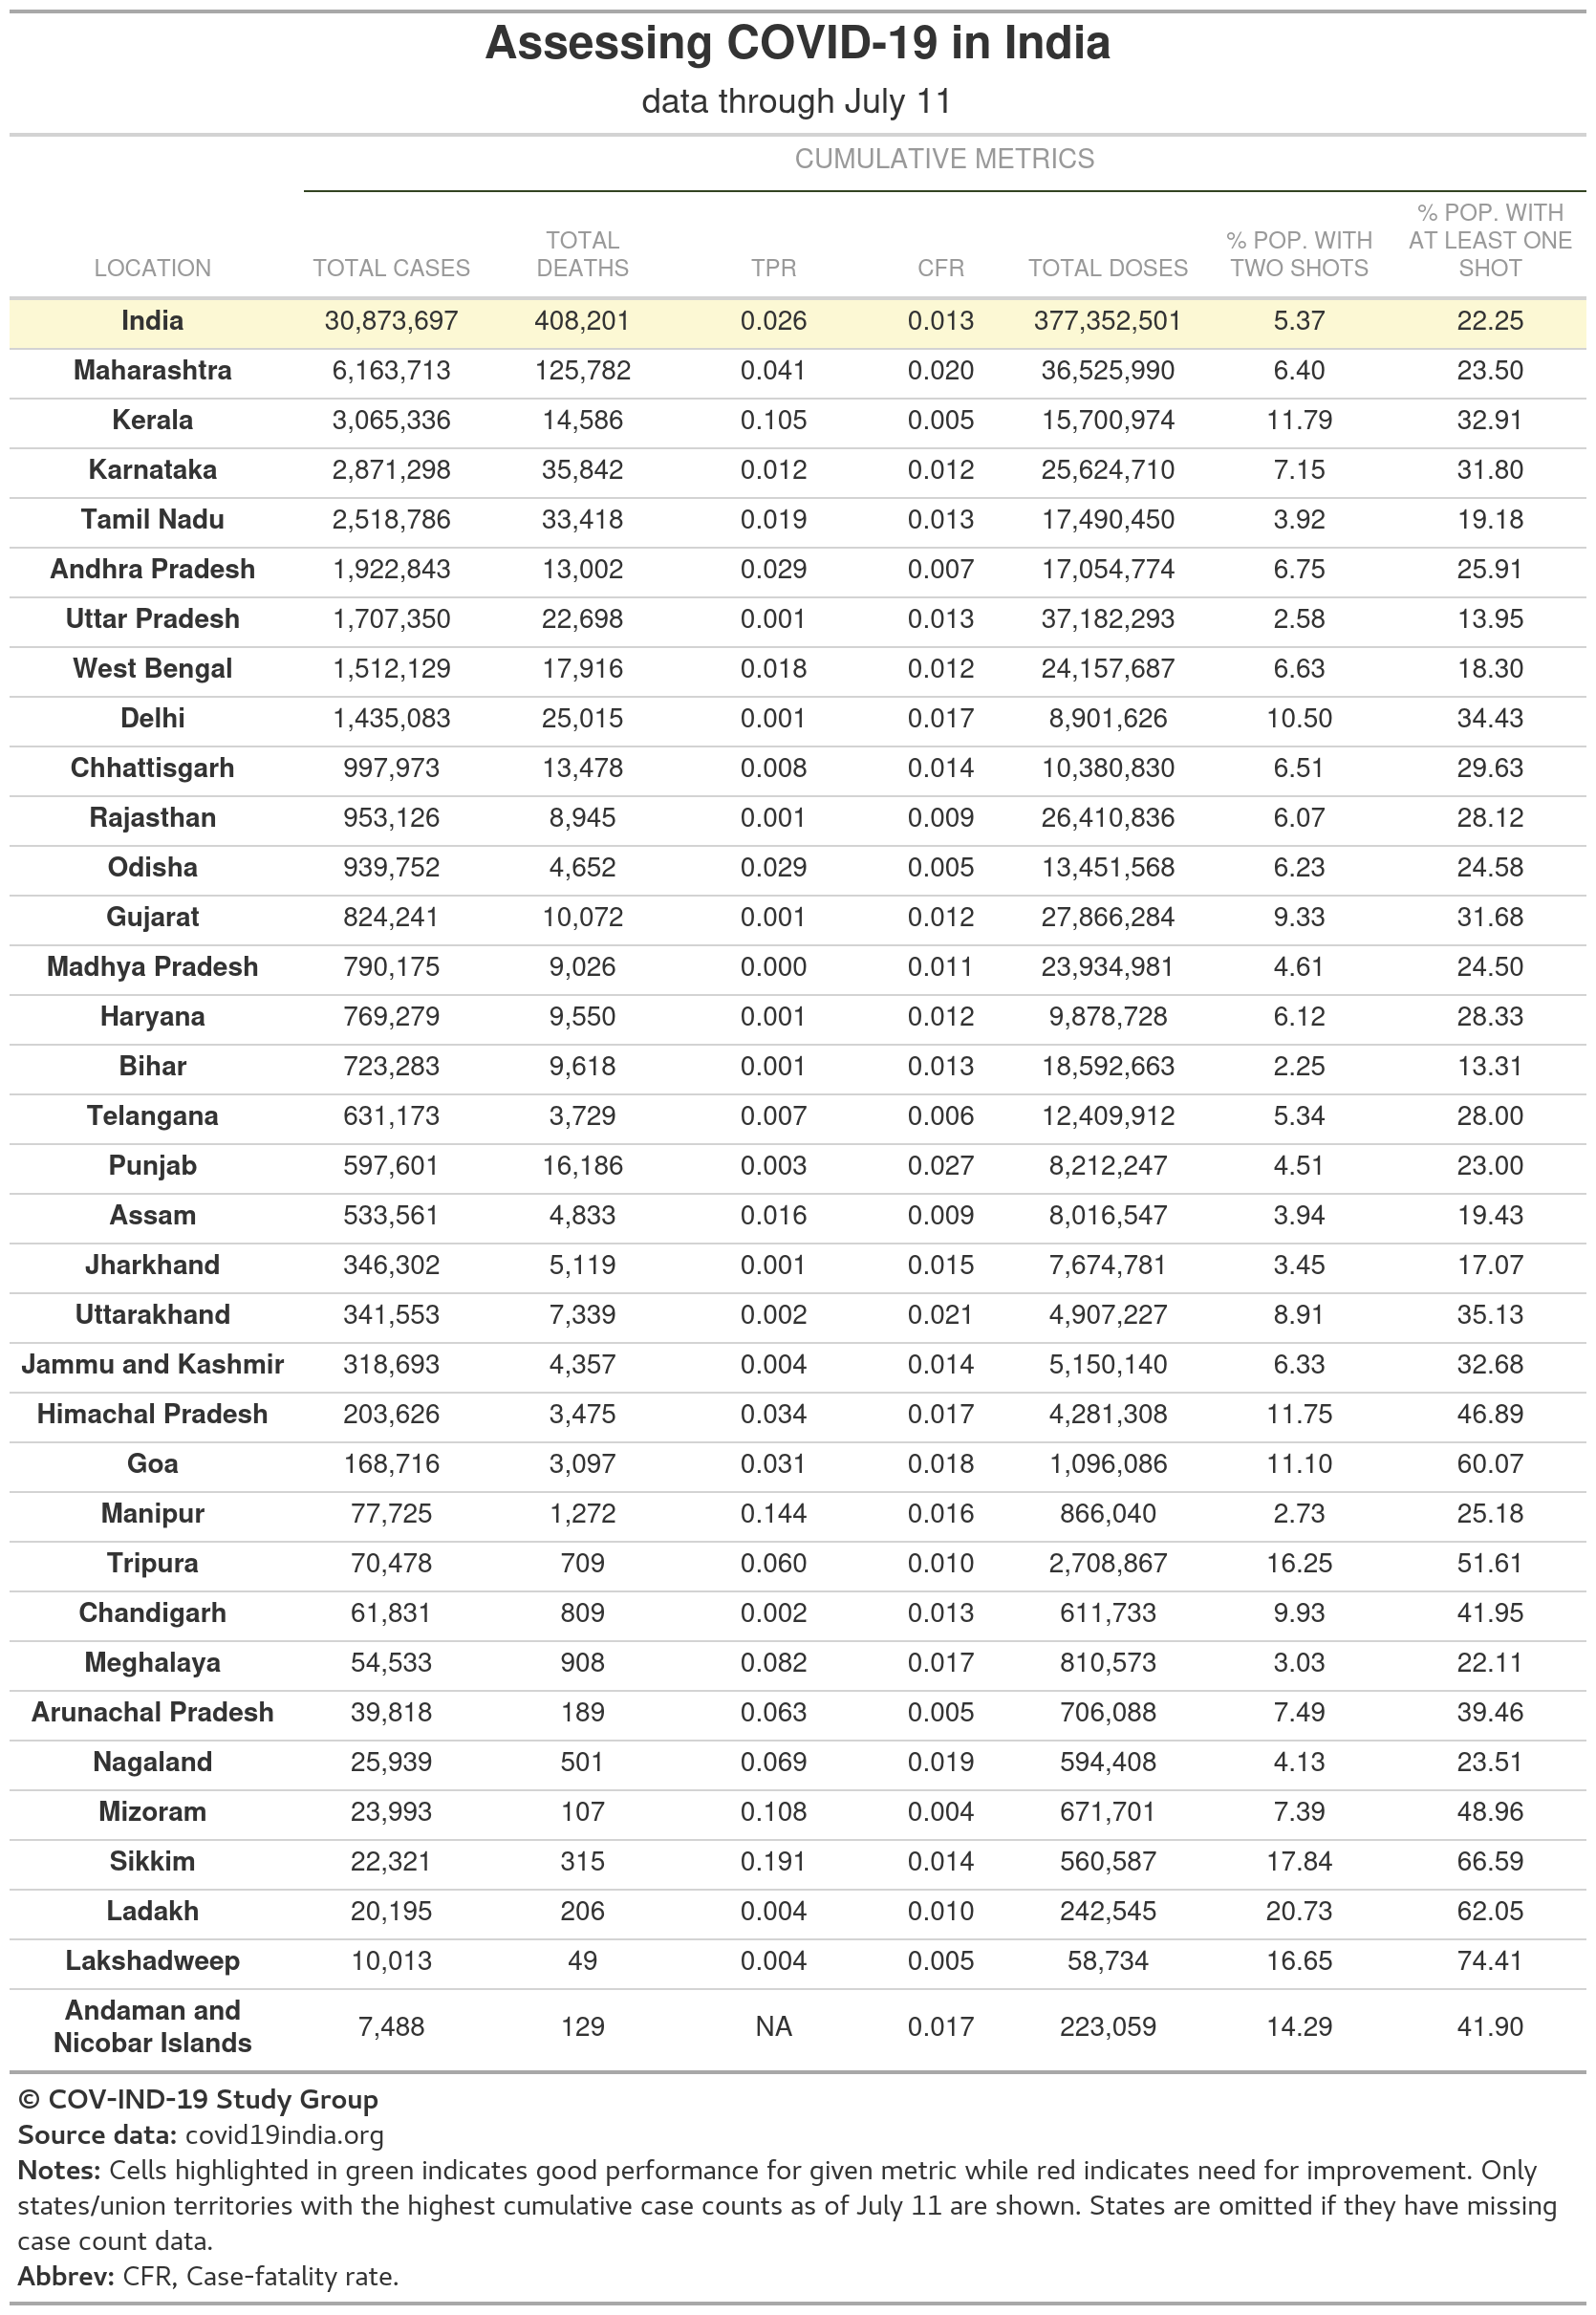 Assessing COVID-19 in India
data through July 11
CUMULATIVE METRICS
LOCATION TOTAL CASES TOTAL DEATHS TPR CFR TOTAL DOSES % POP. WITH TWO SHOTS % POP. WITH AT LEAST ONE SHOT
India 30,873,697 408,201 0.026 0.013 377,352,501 5.37 22.25
Maharashtra 6,163,713 125,782 0.041 0.020 36,525,990 6.40 23.50
Kerala 3,065,336 14,586 0.105 0.005 15,700,974 11.79 32.91
Karnataka 2,871,298 35,842 0.012 0.012 25,624,710 7.15 31.80
Tamil Nadu 2,518,786 33,418 0.019 0.013 17,490,450 3.92 19.18
Andhra Pradesh 1,922,843 13,002 0.029 0.007 17,054,774 6.75 25.91
Uttar Pradesh 1,707,350 22,698 0.001 0.013 37,182,293 2.58 13.95
West Bengal 1,512,129 17,916 0.018 0.012 24,157,687 6.63 18.30
Delhi 1,435,083 25,015 0.001 0.017 8,901,626 10.50 34.43
Chhattisgarh 997,973 13,478 0.008 0.014 10,380,830 6.51 29.63
Rajasthan 953,126 8,945 0.001 0.009 26,410,836 6.07 28.12
Odisha 939,752 4,652 0.029 0.005 13,451,568 6.23 24.58
Gujarat 824,241 10,072 0.001 0.012 27,866,284 9.33 31.68
Madhya Pradesh 790,175 9,026 0.000 0.011 23,934,981 4.61 24.50
Haryana 769,279 9,550 0.001 0.012 9,878,728 6.12 28.33
Bihar 723,283 9,618 0.001 0.013 18,592,663 2.25 13.31
Telangana 631,173 3,729 0.007 0.006 12,409,912 5.34 28.00
Punjab 597,601 16,186 0.003 0.027 8,212,247 4.51 23.00
Assam 533,561 4,833 0.016 0.009 8,016,547 3.94 19.43
Jharkhand 346,302 5,119 0.001 0.015 7,674,781 3.45 17.07
Uttarakhand 341,553 7,339 0.002 0.021 4,907,227 8.91 35.13
Jammu and Kashmir 318,693 4,357 0.004 0.014 5,150,140 6.33 32.68
Himachal Pradesh 203,626 3,475 0.034 0.017 4,281,308 11.75 46.89
Goa 168,716 3,097 0.031 0.018 1,096,086 11.10 60.07
Manipur 77,725 1,272 0.144 0.016 866,040 2.73 25.18
Tripura 70,478 709 0.060 0.010 2,708,867 16.25 51.61
Chandigarh 61,831 809 0.002 0.013 611,733 9.93 41.95
Meghalaya 54,533 908 0.082 0.017 810,573 3.03 22.11
Arunachal Pradesh 39,818 189 0.063 0.005 706,088 7.49 39.46
Nagaland 25,939 501 0.069 0.019 594,408 4.13 23.51
Mizoram 23,993 107 0.108 0.004 671,701 7.39 48.96
Sikkim 22,321 315 0.191 0.014 560,587 17.84 66.59
Ladakh 20,195 206 0.004 0.010 242,545 20.73 62.05
Lakshadweep 10,013 49 0.004 0.005 58,734 16.65 74.41
Andaman and Nicobar Islands 7,488 129 NA 0.017 223,059 14.29 41.90
© COV-IND-19 Study Group
Source data: covid19india.org
Notes: Cells highlighted in green indicates good performance for given metric while red indicates need for improvement. Only
states/union territories with the highest cumulative case counts as of July 11 are shown. States are omitted if they have missing
case count data.
Abbrev: CFR, Case-fatality rate.